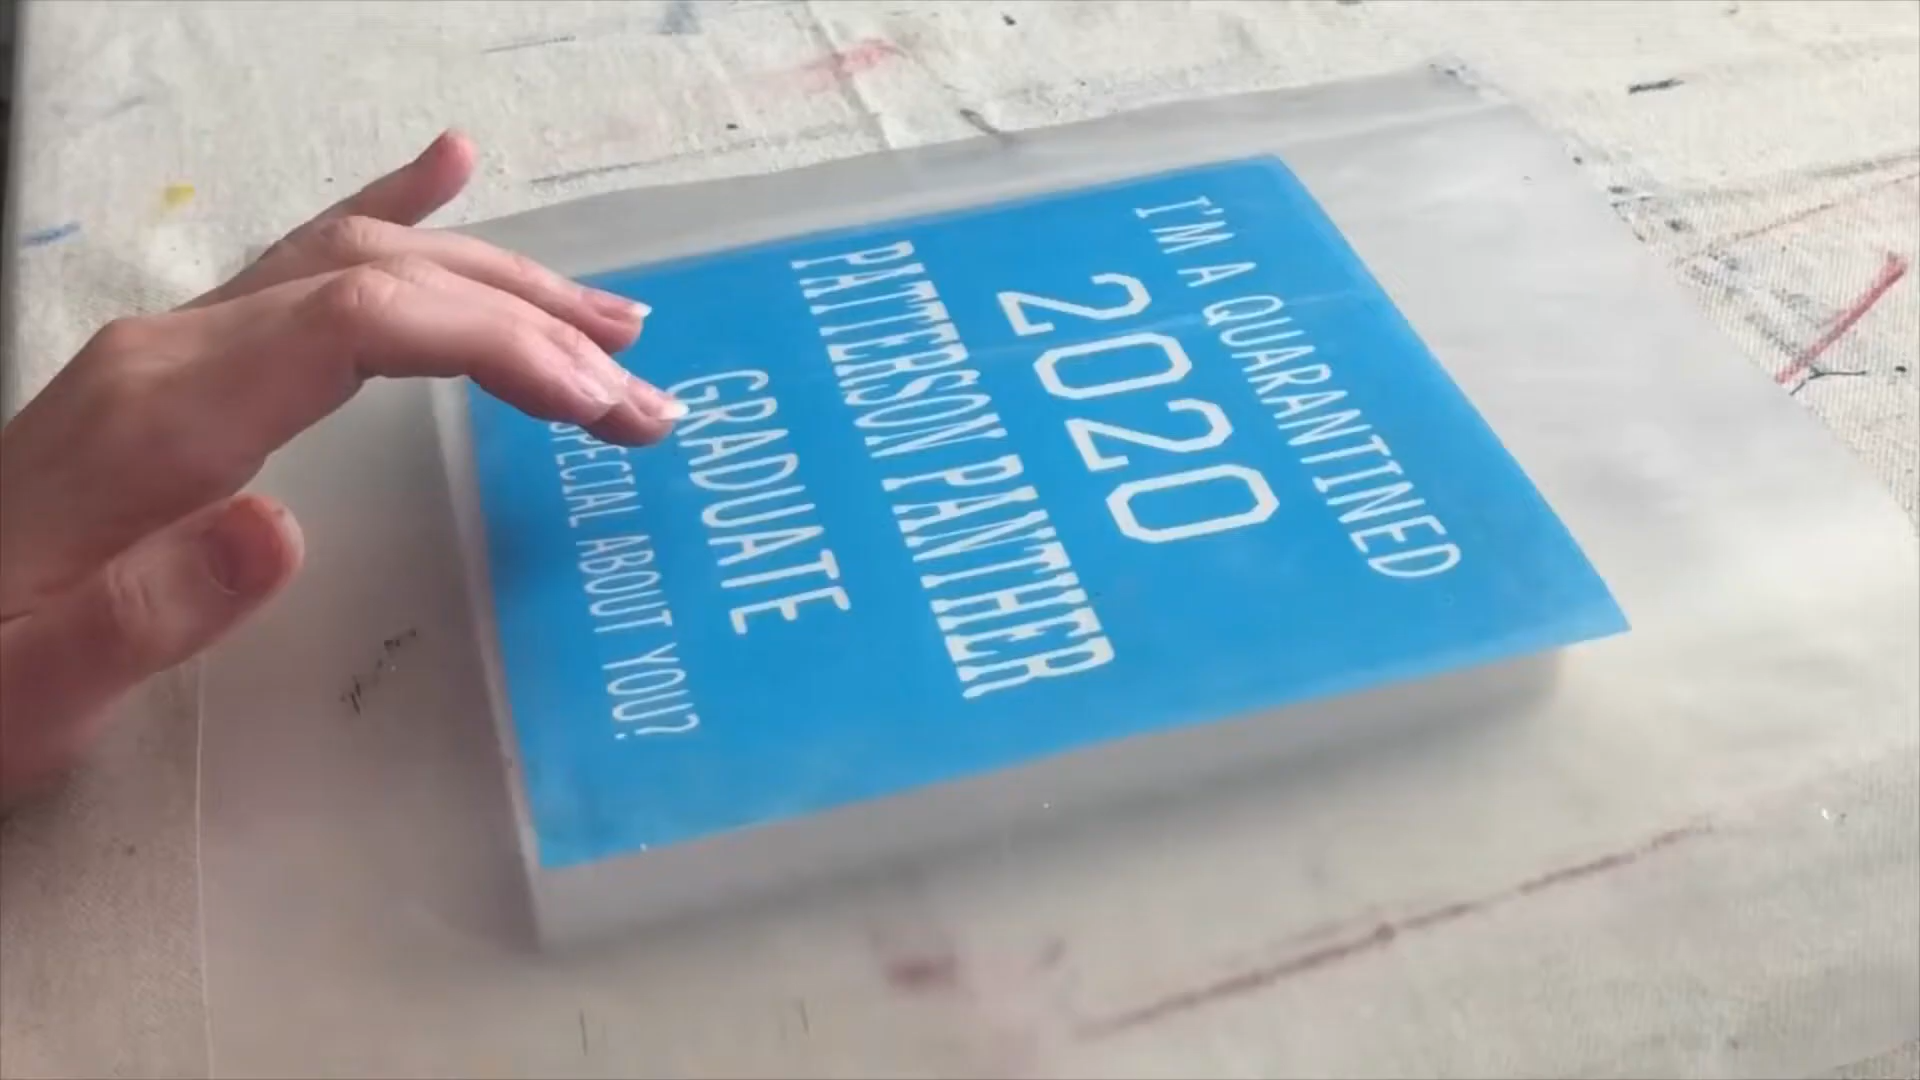 I'M A QUARANTINED
2020
PATTERSON PANTHER
GRADUATE
SPECIAL ABOUT YOU?